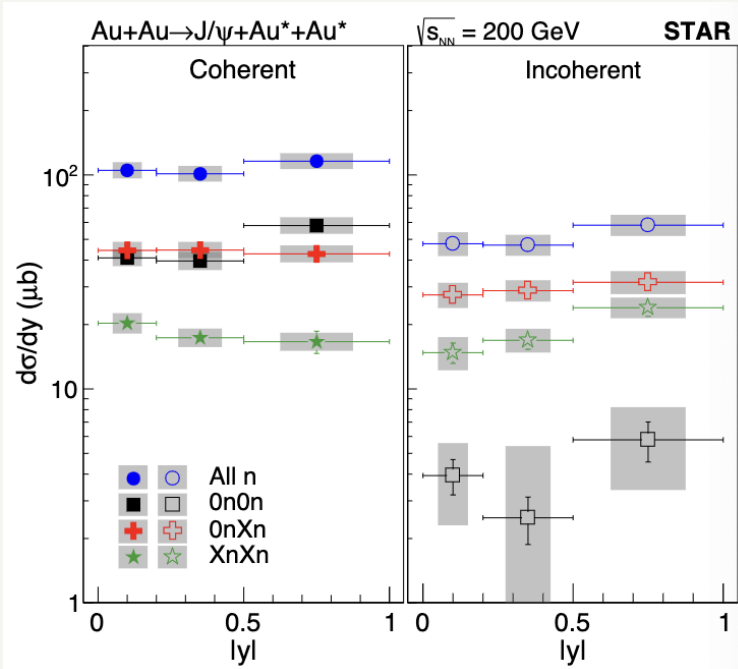 Au+Au→J/ψ+Au*+Au*
√s_NN = 200 GeV
STAR
Coherent
Incoherent
dσ/dy (μb)
10²
10
1
All n
0n0n
0nXn
XnXn
0
0.5
1
0
0.5
1
|y|
|y|